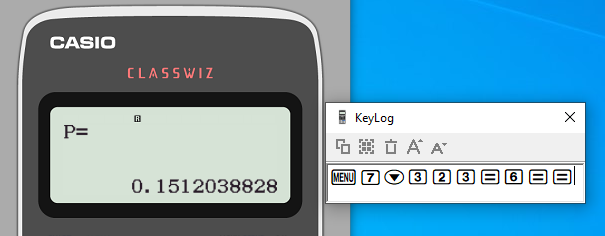 CASIO
CLASSWIZ
R
P=
0.1512038828
KeyLog
A A
MENU 7 3 2 3 = 6 = =